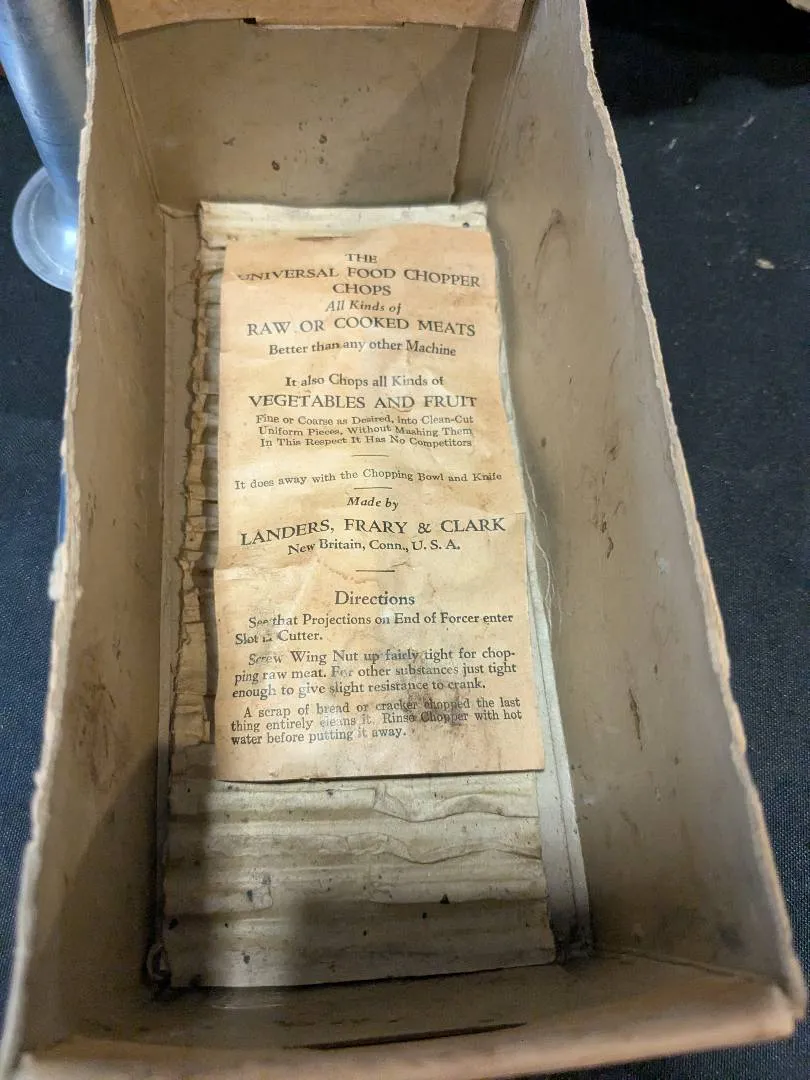 THE
UNIVERSAL FOOD CHOPPER
CHOPS
All Kinds of
RAW OR COOKED MEATS
Better than any other Machine
It also Chops all Kinds of
VEGETABLES AND FRUIT
Fine or Coarse as Desired, into Clean-Cut
Uniform Pieces, Without Mashing Them
In This Respect It Has No Competitors
It does away with the Chopping Bowl and Knife
Made by
LANDERS, FRARY & CLARK
New Britain, Conn., U. S. A.
Directions
See that Projections on End of Forcer enter
Slot in Cutter.
Screw Wing Nut up fairly tight for chop-
ping raw meat. For other substances just tight
enough to give slight resistance to crank.
A scrap of bread or cracker chopped the last
thing entirely cleans it. Rinse Chopper with hot
water before putting it away.